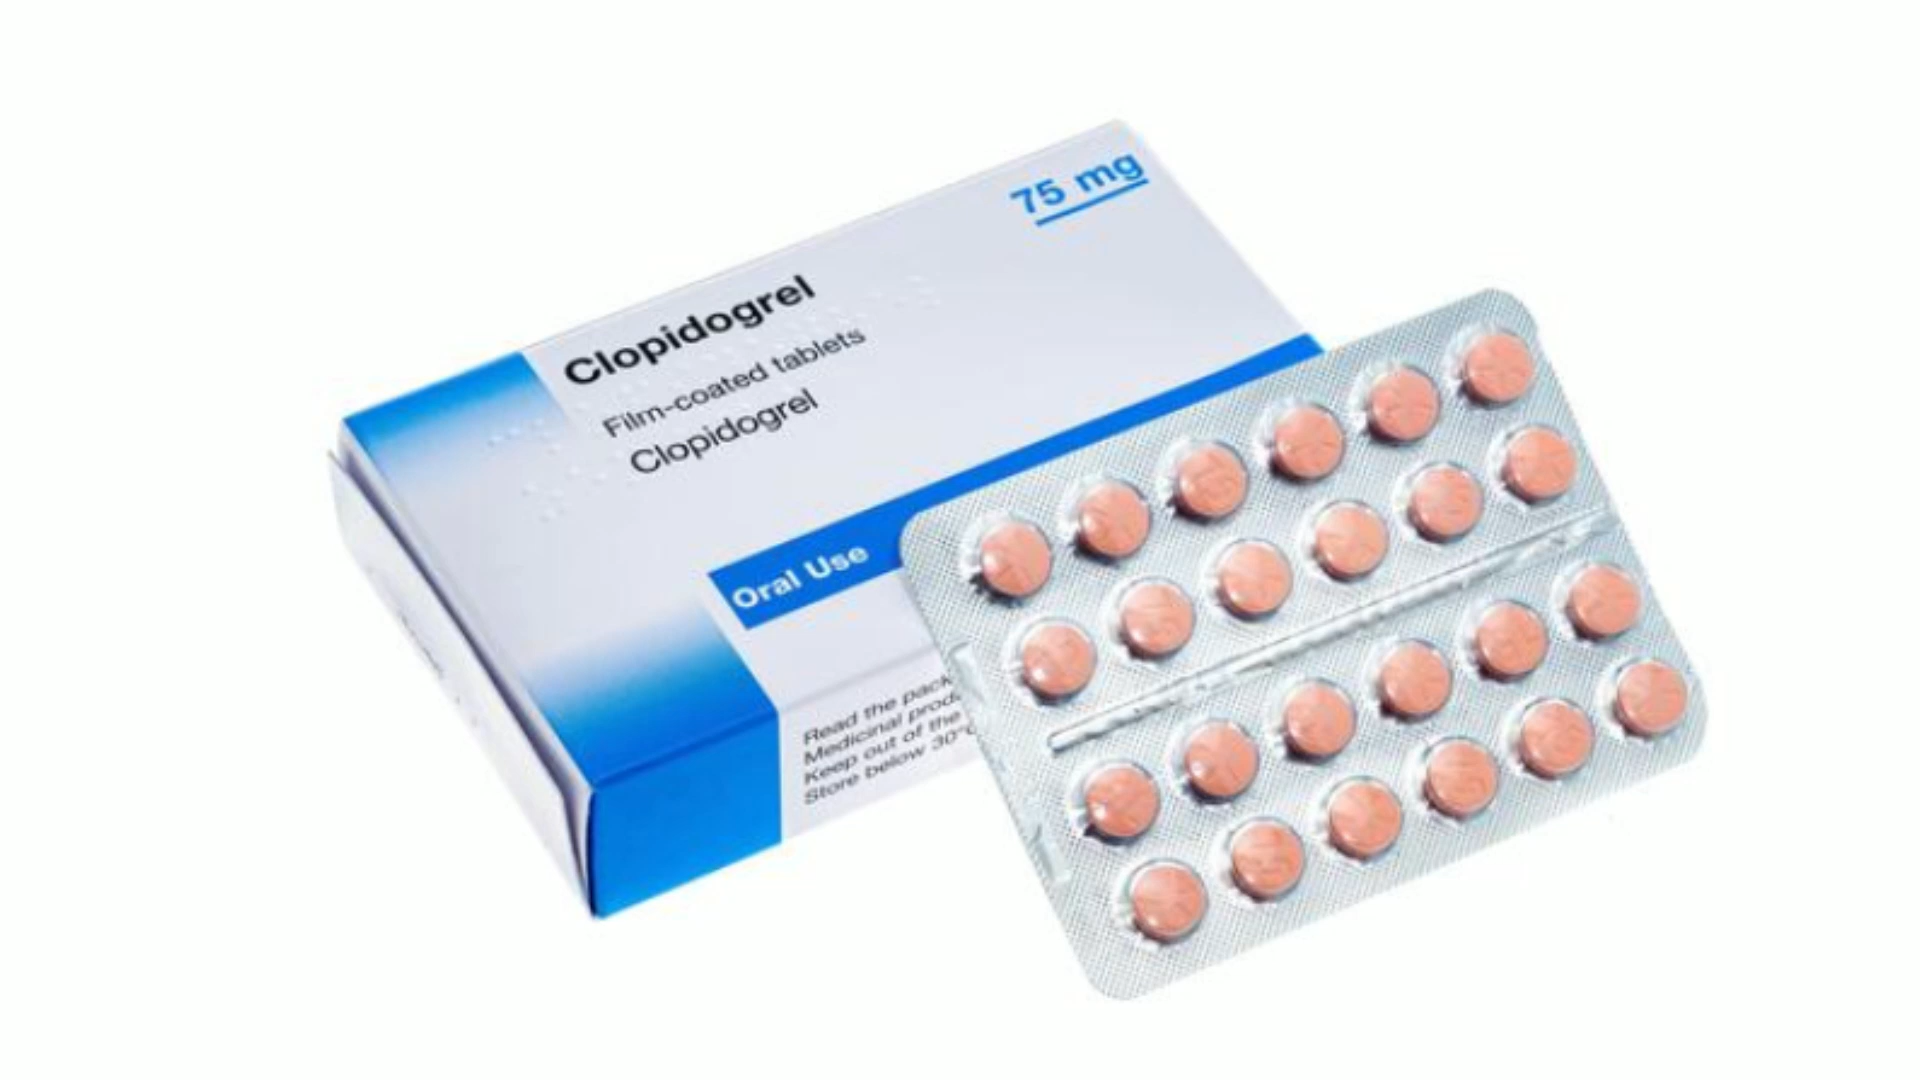 75 mg
Clopidogrel
Film-coated tablets
Clopidogrel
Oral Use
Read the pack
Medicinal prod
Keep out of the
Store below 30°C